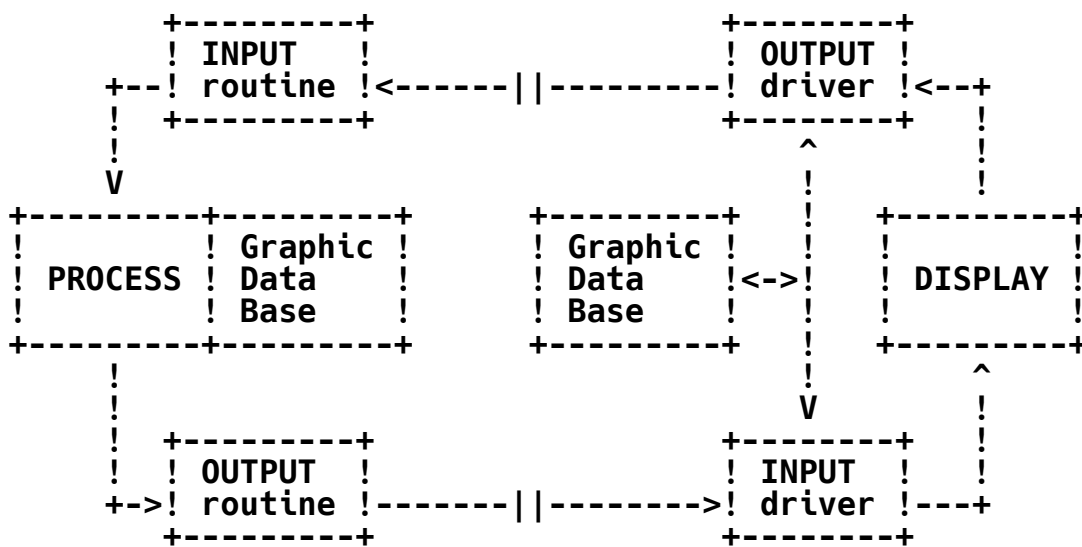 INPUT OUTPUT
routine driver
Graphic Graphic
PROCESS Data Data DISPLAY
Base Base
OUTPUT INPUT
routine driver